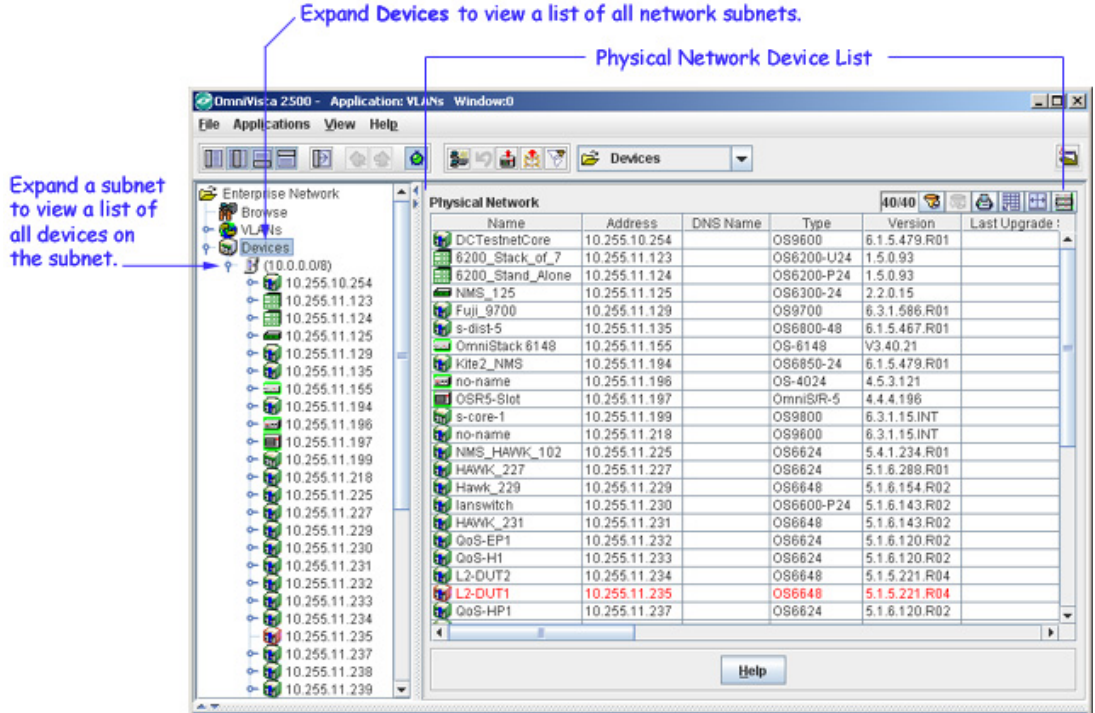 Expand Devices to view a list of all network subnets.
Physical Network Device List
OmniVista 2500 - Application: VLANs Window:0
File Applications View Help
Devices
Expand a subnet
to view a list of
all devices on
the subnet.
Enterprise Network
Browse
VLANs
Devices
(10.0.0.0/8)
10.255.10.254
10.255.11.123
10.255.11.124
10.255.11.125
10.255.11.129
10.255.11.135
10.255.11.155
10.255.11.194
10.255.11.196
10.255.11.197
10.255.11.199
10.255.11.218
10.255.11.225
10.255.11.227
10.255.11.229
10.255.11.230
10.255.11.231
10.255.11.232
10.255.11.233
10.255.11.234
10.255.11.235
10.255.11.237
10.255.11.238
10.255.11.239
Physical Network 40/40
Name Address DNS Name Type Version Last Upgrade S
DCTestnetCore 10.255.10.254 OS9600 6.1.5.479.R01
6200_Stack_of_7 10.255.11.123 OS6200-U24 1.5.0.93
6200_Stand_Alone 10.255.11.124 OS6200-P24 1.5.0.93
NMS_125 10.255.11.125 OS6300-24 2.2.0.15
Fuji_9700 10.255.11.129 OS9700 6.3.1.586.R01
s-dist-5 10.255.11.135 OS6800-48 6.1.5.467.R01
OmniStack 6148 10.255.11.155 OS-6148 V3.40.21
Kite2_NMS 10.255.11.194 OS6850-24 6.1.5.479.R01
no-name 10.255.11.196 OS-4024 4.5.3.121
OSR5-Slot 10.255.11.197 OmniS/R-5 4.4.4.196
s-core-1 10.255.11.199 OS9800 6.3.1.15.INT
no-name 10.255.11.218 OS9600 6.3.1.15.INT
NMS_HAWK_102 10.255.11.225 OS6624 5.4.1.234.R01
HAWK_227 10.255.11.227 OS6624 5.1.6.288.R01
Hawk_229 10.255.11.229 OS6648 5.1.6.154.R02
lanswitch 10.255.11.230 OS6600-P24 5.1.6.143.R02
HAWK_231 10.255.11.231 OS6648 5.1.6.143.R02
QoS-EP1 10.255.11.232 OS6624 5.1.6.120.R02
QoS-H1 10.255.11.233 OS6624 5.1.6.120.R02
L2-DUT2 10.255.11.234 OS6648 5.1.5.221.R04
L2-DUT1 10.255.11.235 OS6648 5.1.5.221.R04
QoS-HP1 10.255.11.237 OS6624 5.1.6.120.R02
Help